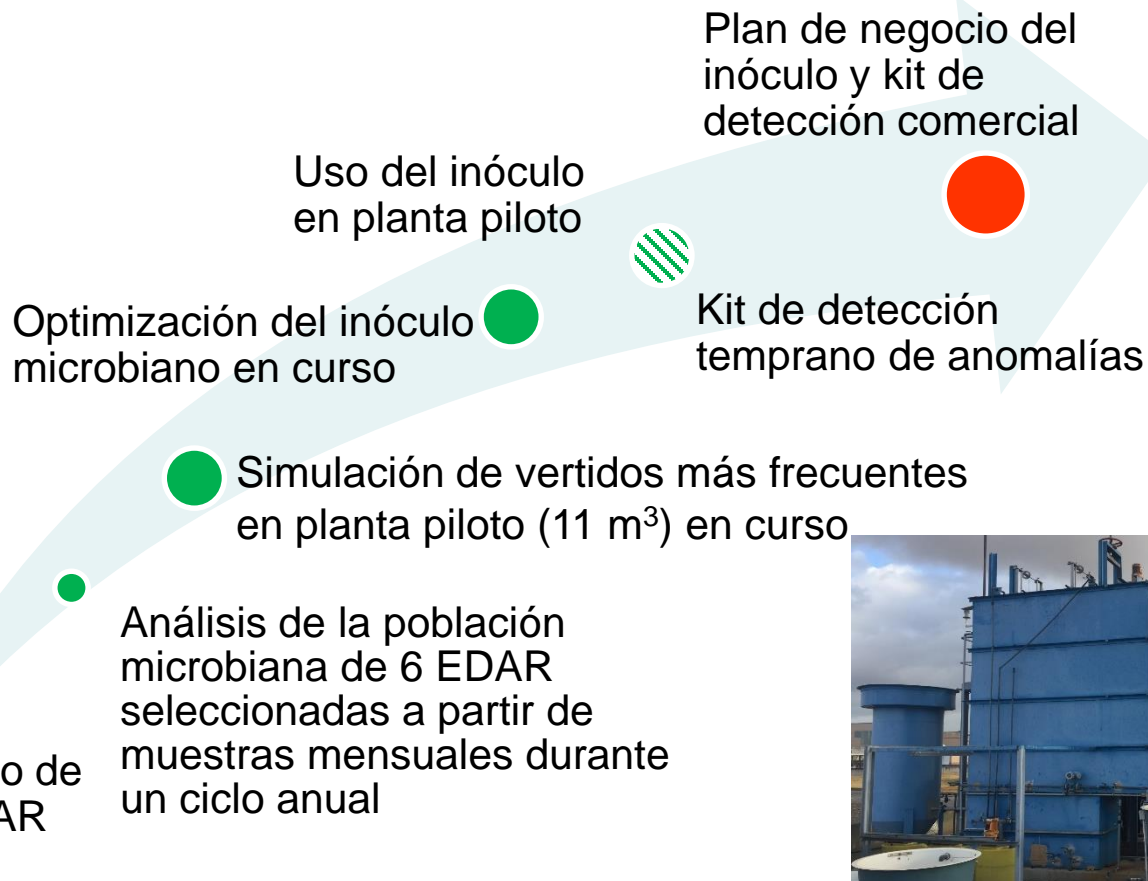 Plan de negocio del
inóculo y kit de
detección comercial
Uso del inóculo
en planta piloto
Optimización del inóculo
microbiano en curso
Kit de detección
temprano de anomalías
Simulación de vertidos más frecuentes
en planta piloto (11 m³) en curso
Análisis de la población
microbiana de 6 EDAR
seleccionadas a partir de
muestras mensuales durante
un ciclo anual
o de
AR